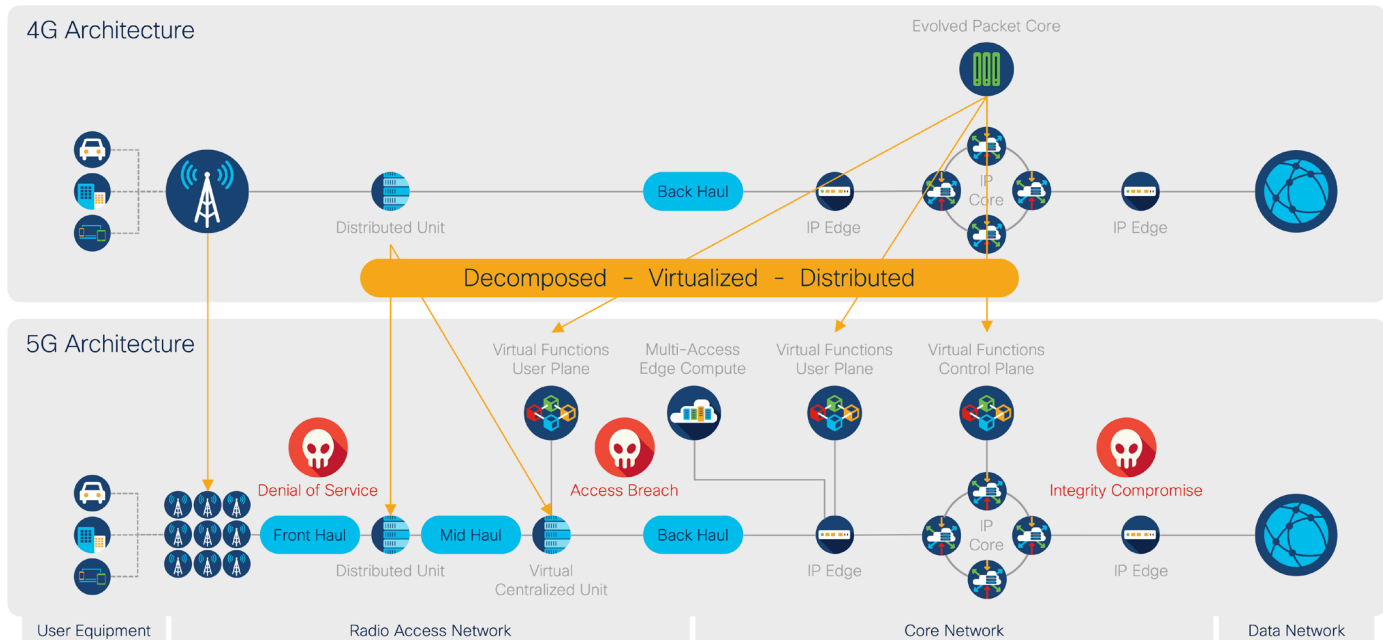 4G Architecture
Evolved Packet Core
Back Haul
IP
Core
Distributed Unit
IP Edge
IP Edge
Decomposed - Virtualized - Distributed
5G Architecture
Virtual Functions
User Plane
Multi-Access
Edge Compute
Virtual Functions
User Plane
Virtual Functions
Control Plane
Denial of Service
Access Breach
Integrity Compromise
Front Haul
Mid Haul
Back Haul
IP
Core
Distributed Unit
Virtual
Centralized Unit
IP Edge
IP Edge
User Equipment
Radio Access Network
Core Network
Data Network